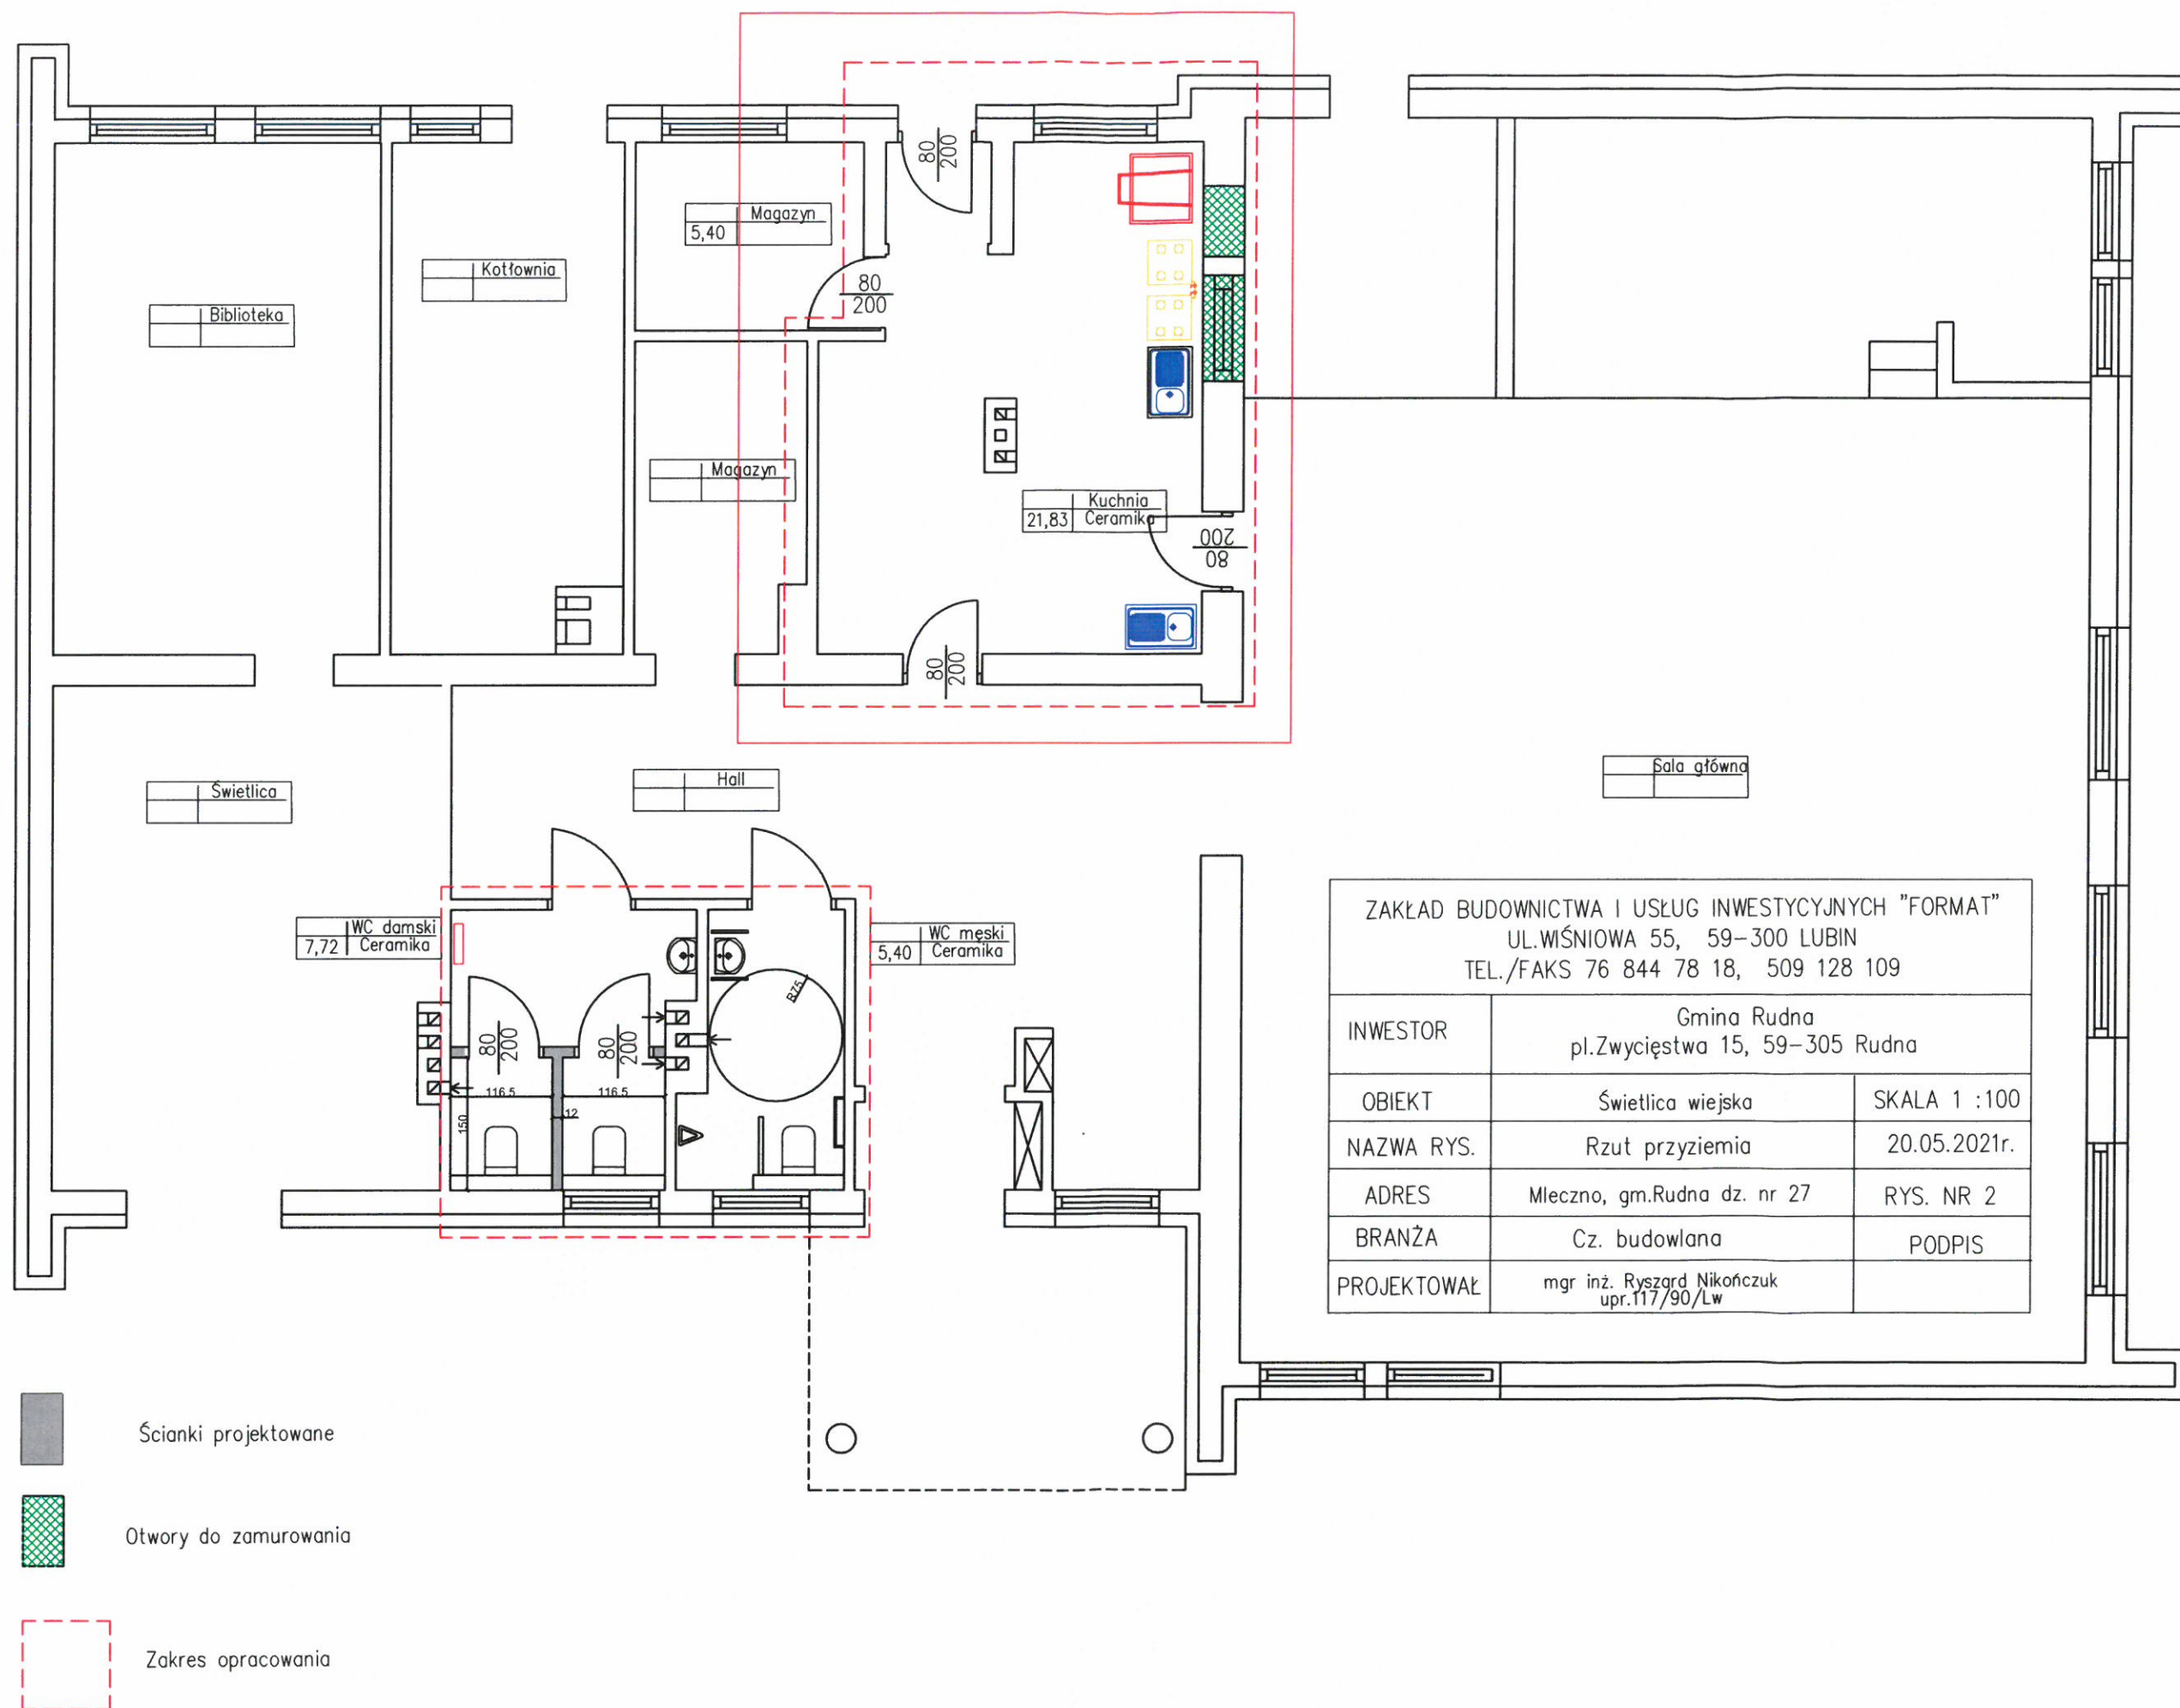 Magazyn
5,40
80
200
Kotłownia
80
200
Biblioteka
Magazyn
Kuchnia
21,83 Ceramika
80
200
80
200
Świetlica
Hall
Sala główna
WC damski
7,72 Ceramika
WC męski
5,40 Ceramika
R75
80
200
80
200
116,5
116,5
12
150
ZAKŁAD BUDOWNICTWA I USŁUG INWESTYCYJNYCH "FORMAT"
UL.WIŚNIOWA 55, 59-300 LUBIN
TEL./FAKS 76 844 78 18, 509 128 109
INWESTOR
Gmina Rudna
pl.Zwycięstwa 15, 59-305 Rudna
OBIEKT Świetlica wiejska SKALA 1 :100
NAZWA RYS. Rzut przyziemia 20.05.2021r.
ADRES Mleczno, gm.Rudna dz. nr 27 RYS. NR 2
BRANŻA Cz. budowlana PODPIS
PROJEKTOWAŁ mgr inż. Ryszard Nikończuk
upr.117/90/Lw
Ścianki projektowane
Otwory do zamurowania
Zakres opracowania